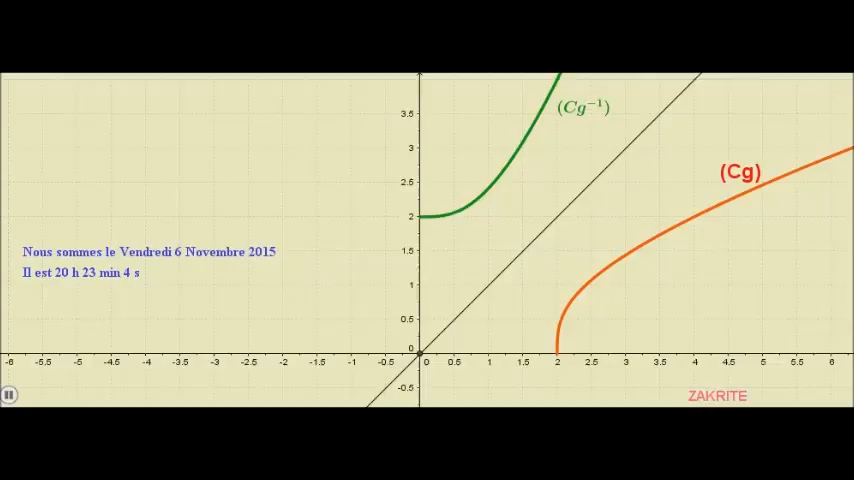 (Cg⁻¹)
(Cg)
Nous sommes le Vendredi 6 Novembre 2015
Il est 20 h 23 min 4 s
3.5
3
2.5
2
1.5
1
0.5
0
-6 -5.5 -5 -4.5 -4 -3.5 -3 -2.5 -2 -1.5 -1 -0.5 0 0.5 1 1.5 2 2.5 3 3.5 4 4.5 5 5.5 6
-0.5
ZAKRITE